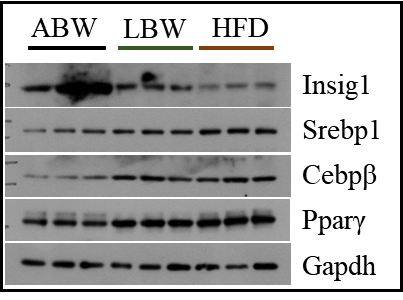 ABW LBW HFD
Insig1
Srebp1
Cebpβ
Pparγ
Gapdh